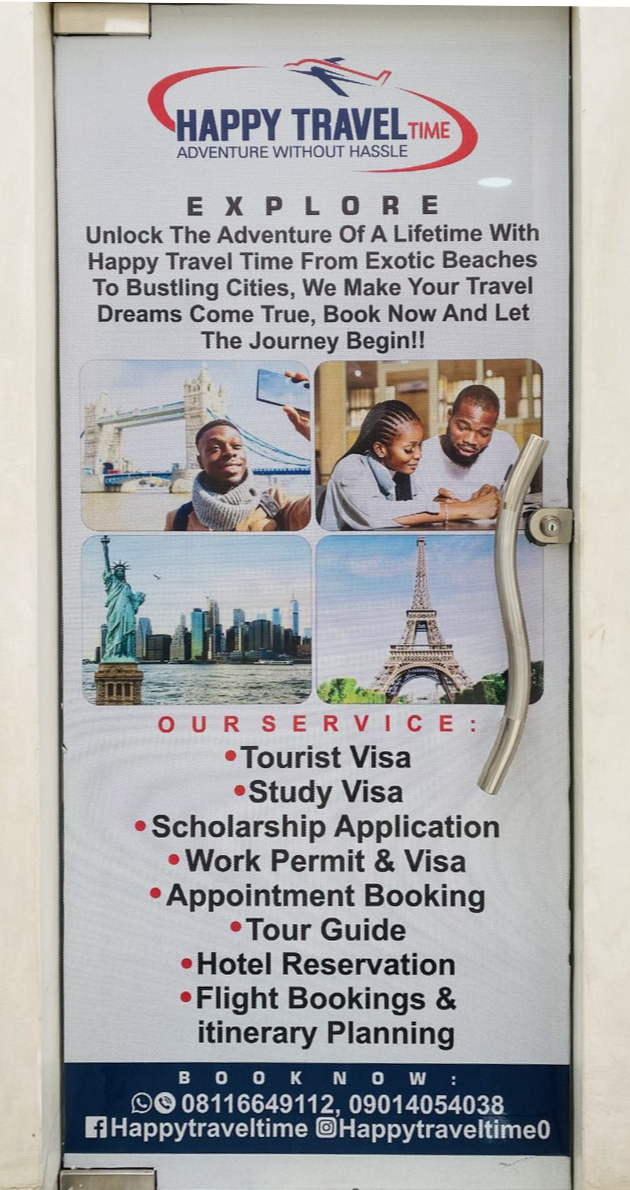 HAPPY TRAVEL TIME
ADVENTURE WITHOUT HASSLE
EXPLORE
Unlock The Adventure Of A Lifetime With
Happy Travel Time From Exotic Beaches
To Bustling Cities, We Make Your Travel
Dreams Come True, Book Now And Let
The Journey Begin!!
OUR SERVICE:
•Tourist Visa
•Study Visa
•Scholarship Application
•Work Permit & Visa
•Appointment Booking
•Tour Guide
•Hotel Reservation
•Flight Bookings &
itinerary Planning
BOOK NOW:
08116649112, 09014054038
Happytraveltime Happytraveltime0